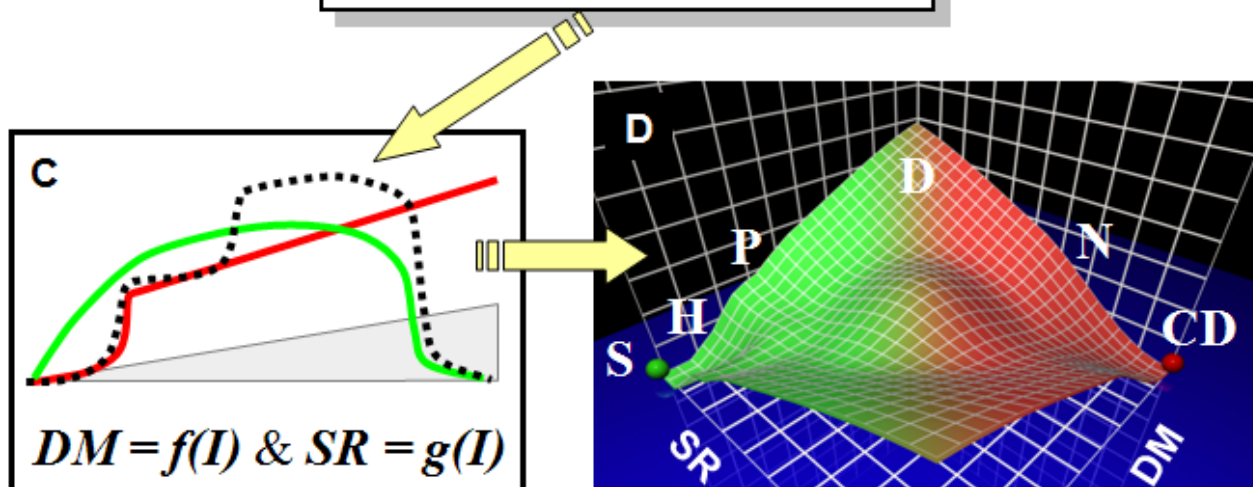 C
DM = f(I) & SR = g(I)
D
D
P
N
H
CD
S
SR
DM